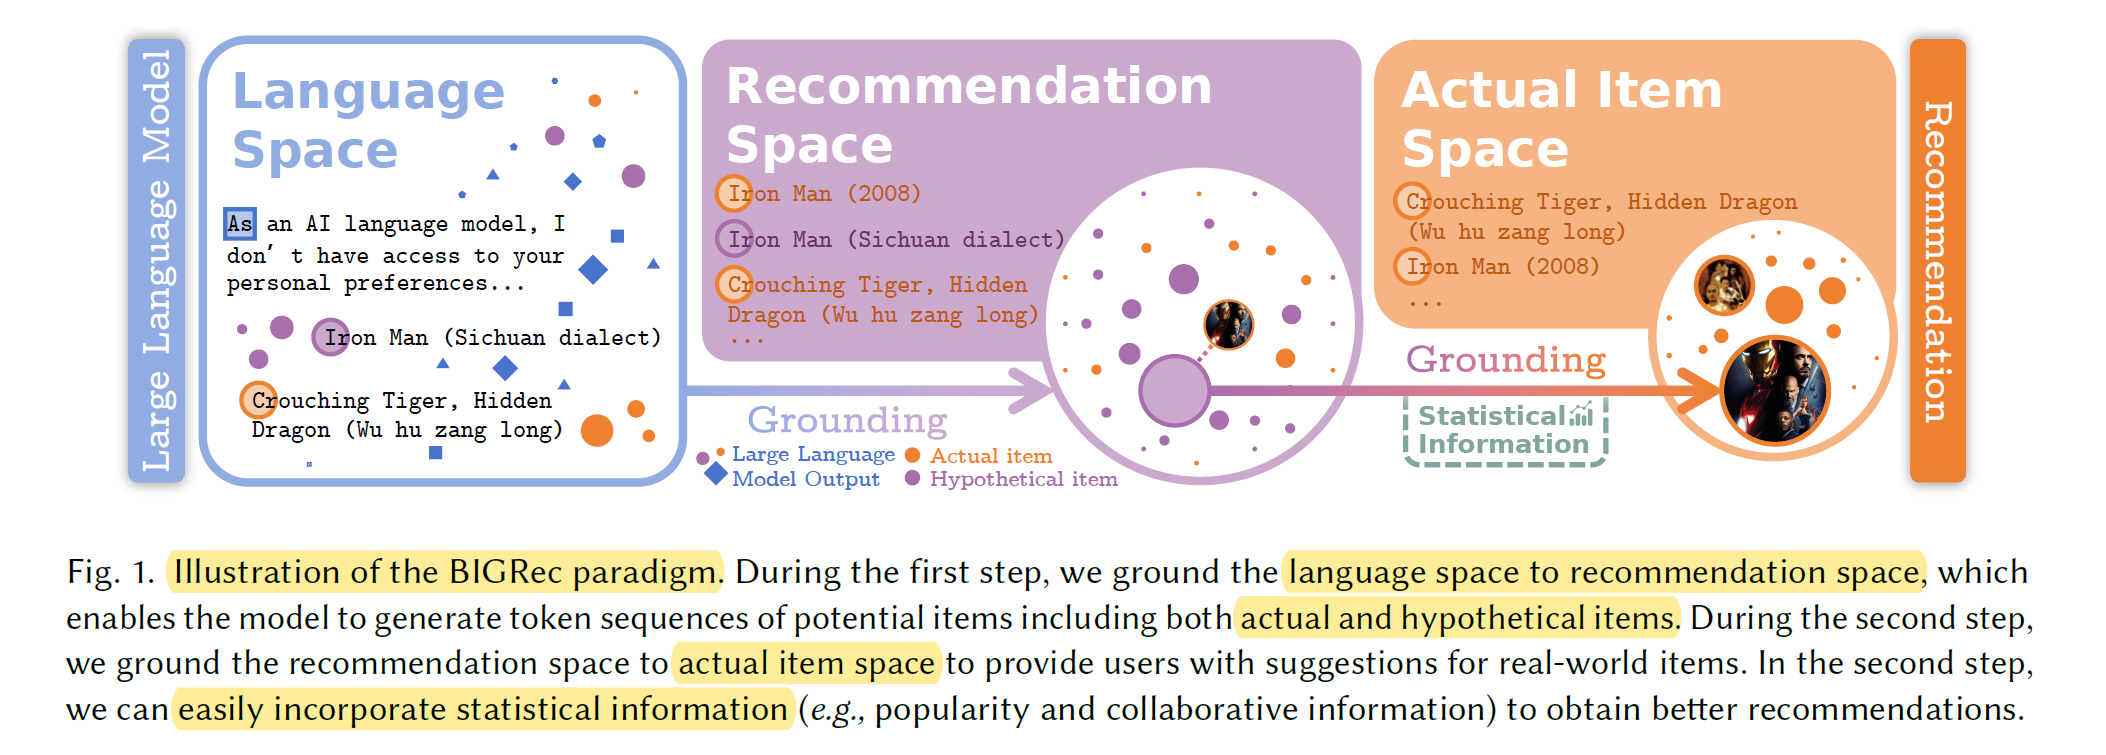 Large Language Model
Language
Space
As an AI language model, I
don't have access to your
personal preferences...
Iron Man (Sichuan dialect)
Crouching Tiger, Hidden
Dragon (Wu hu zang long)
Recommendation
Space
Iron Man (2008)
Iron Man (Sichuan dialect)
Crouching Tiger, Hidden
Dragon (Wu hu zang long)
...
Grounding
Large Language
Model Output
Actual item
Hypothetical item
Actual Item
Space
Crouching Tiger, Hidden Dragon
(Wu hu zang long)
Iron Man (2008)
...
Grounding
Statistical
Information
Recommendation
Fig. 1. Illustration of the BIGRec paradigm. During the first step, we ground the language space to recommendation space, which
enables the model to generate token sequences of potential items including both actual and hypothetical items. During the second step,
we ground the recommendation space to actual item space to provide users with suggestions for real-world items. In the second step,
we can easily incorporate statistical information (e.g., popularity and collaborative information) to obtain better recommendations.